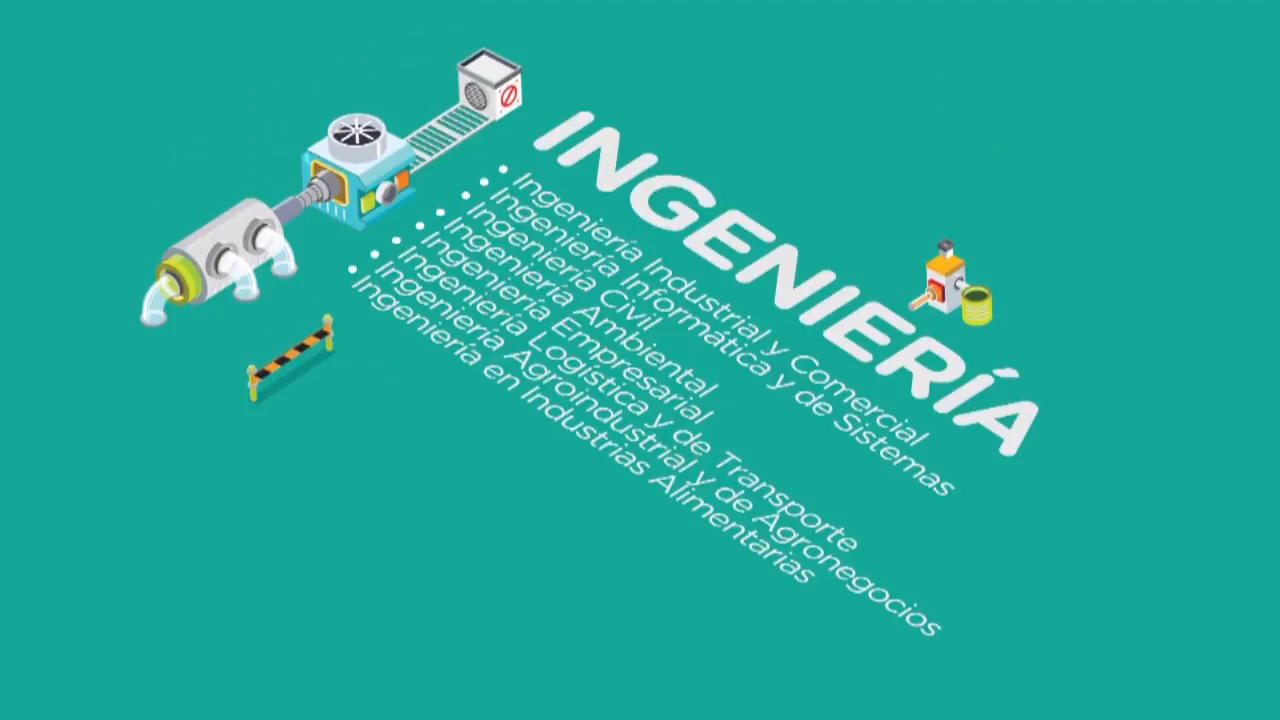 INGENIERÍA
Ingeniería Industrial y Comercial
Ingeniería Informática y de Sistemas
Ingeniería Civil
Ingeniería Ambiental
Ingeniería Empresarial
Ingeniería Logística y de Transporte
Ingeniería Agroindustrial y de Agronegocios
Ingeniería en Industrias Alimentarias